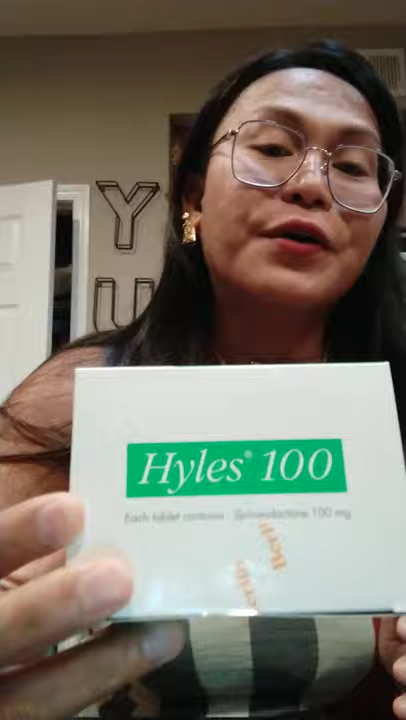 Y
U
Hyles® 100
Each tablet contains : Spironolactone 100 mg
Berlin